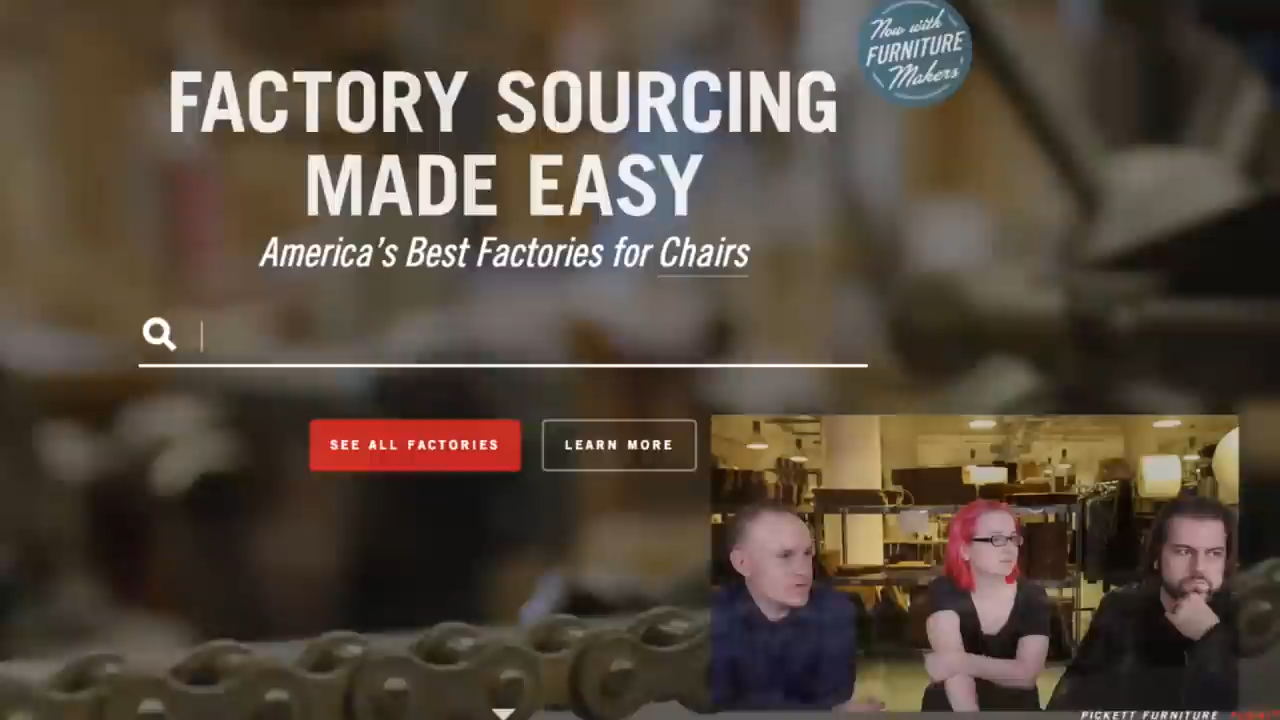 Now with
FURNITURE
Makers
FACTORY SOURCING
MADE EASY
America's Best Factories for Chairs
SEE ALL FACTORIES
LEARN MORE
PICKETT FURNITURE